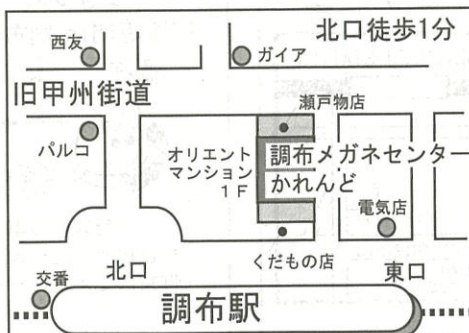 北口徒歩1分
西友
ガイア
旧甲州街道
瀬戸物店
パルコ
オリエント
マンション
1F
調布メガネセンター
かれんど
電気店
くだもの店
交番
北口
東口
調布駅